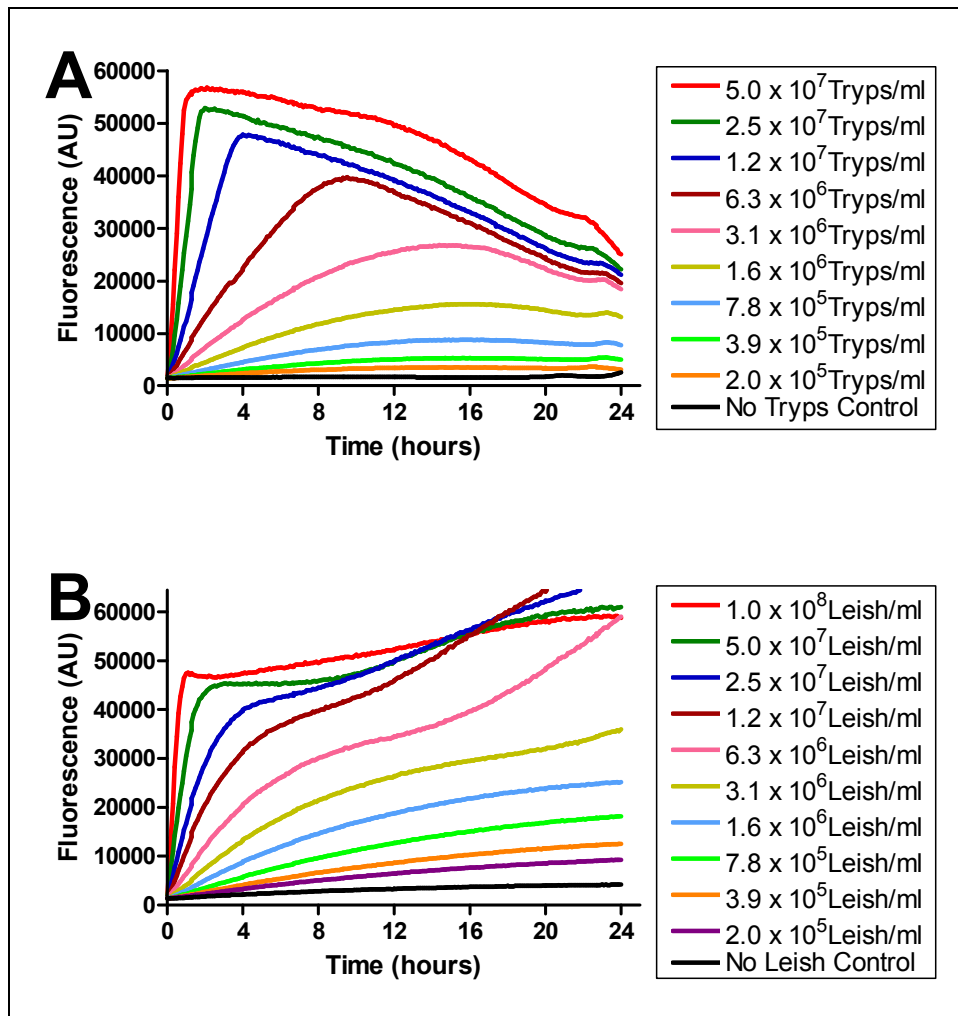 A
60000
50000
40000
30000
20000
10000
0
Fluorescence (AU)
0 4 8 12 16 20 24
Time (hours)
5.0 x 10⁷Tryps/ml
2.5 x 10⁷Tryps/ml
1.2 x 10⁷Tryps/ml
6.3 x 10⁶Tryps/ml
3.1 x 10⁶Tryps/ml
1.6 x 10⁶Tryps/ml
7.8 x 10⁵Tryps/ml
3.9 x 10⁵Tryps/ml
2.0 x 10⁵Tryps/ml
No Tryps Control
B
60000
50000
40000
30000
20000
10000
0
Fluorescence (AU)
0 4 8 12 16 20 24
Time (hours)
1.0 x 10⁸Leish/ml
5.0 x 10⁷Leish/ml
2.5 x 10⁷Leish/ml
1.2 x 10⁷Leish/ml
6.3 x 10⁶Leish/ml
3.1 x 10⁶Leish/ml
1.6 x 10⁶Leish/ml
7.8 x 10⁵Leish/ml
3.9 x 10⁵Leish/ml
2.0 x 10⁵Leish/ml
No Leish Control